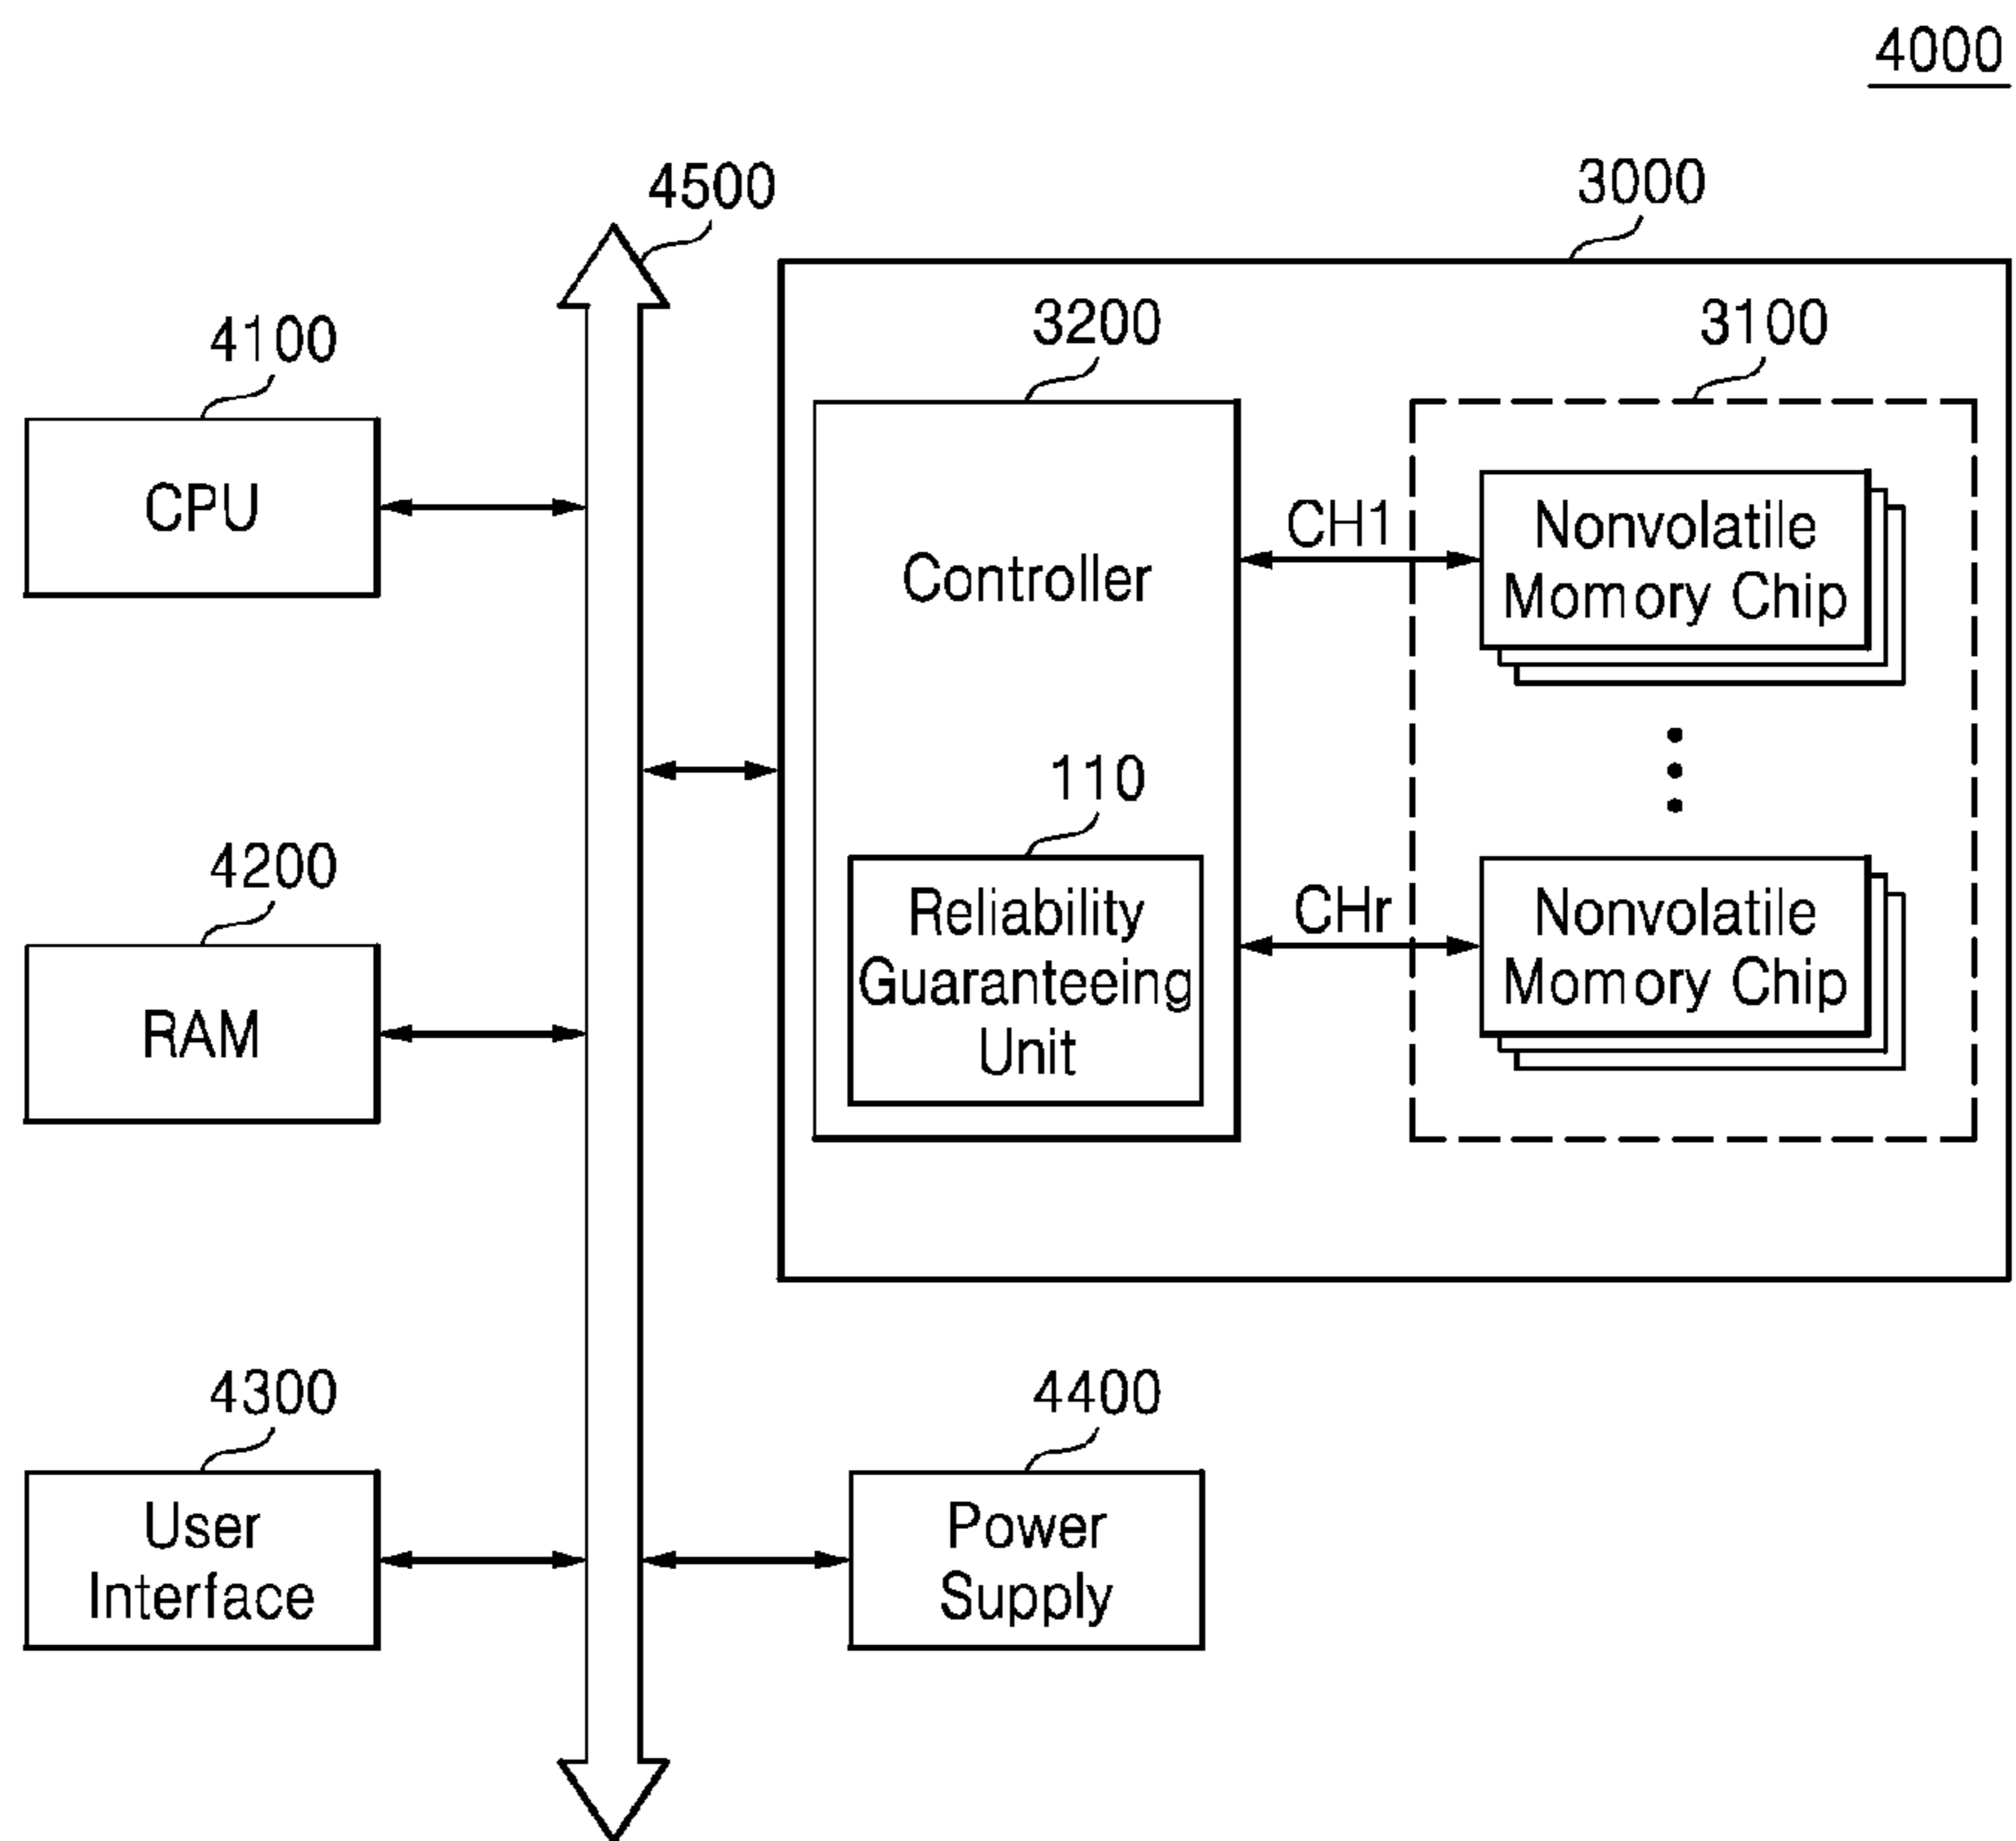 4000
4500
3000
4100
3200
3100
CPU
CH1
Nonvolatile
Momory Chip
Controller
110
4200
Reliability
Guaranteeing
Unit
CHr
Nonvolatile
Momory Chip
RAM
4300
4400
User
Interface
Power
Supply